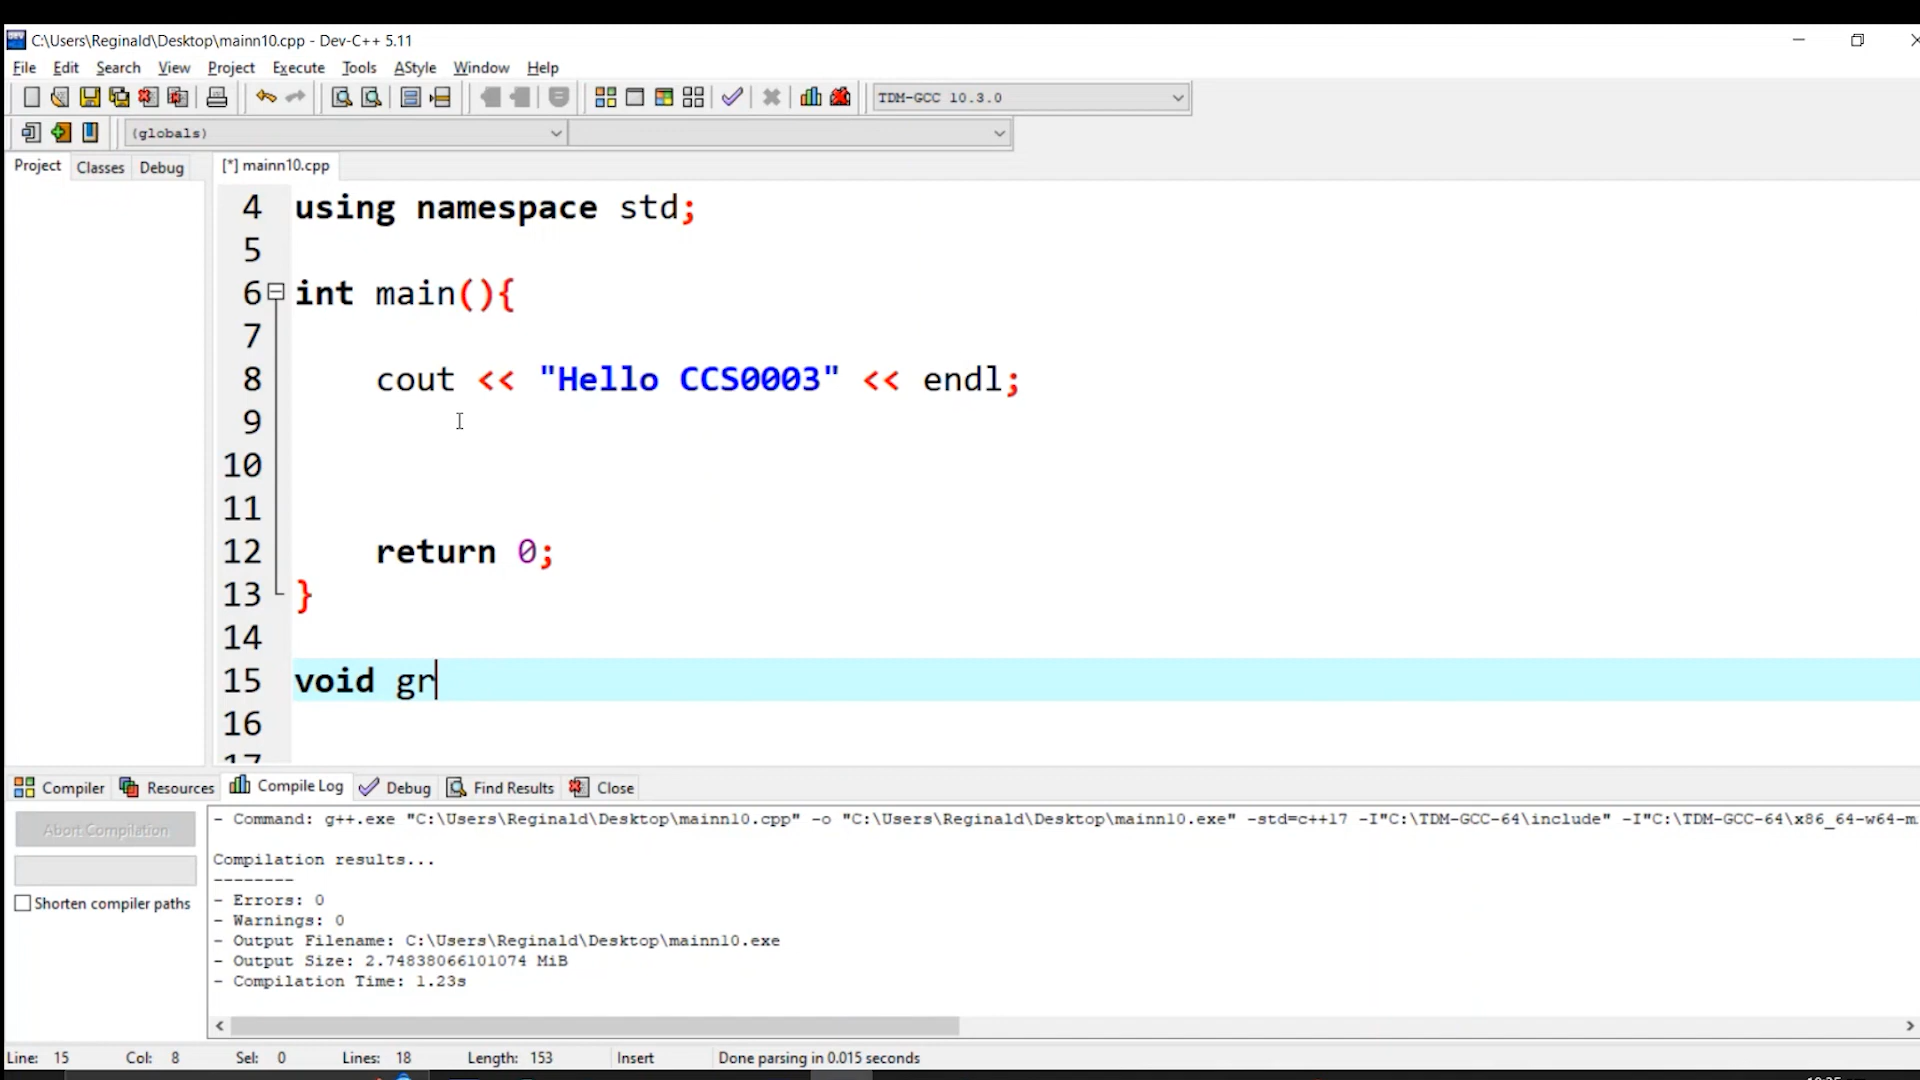 C:\Users\Reginald\Desktop\mainn10.cpp - Dev-C++ 5.11
File Edit Search View Project Execute Tools AStyle Window Help
TDM-GCC 10.3.0
(globals)
Project Classes Debug [*] mainn10.cpp
4 using namespace std;
5
6 int main(){
7
8 cout << "Hello CCS0003" << endl;
9
10
11
12 return 0;
13 }
14
15 void gr
16
Compiler Resources Compile Log Debug Find Results Close
Abort Compilation
Shorten compiler paths
- Command: g++.exe "C:\Users\Reginald\Desktop\mainn10.cpp" -o "C:\Users\Reginald\Desktop\mainn10.exe" -std=c++17 -I"C:\TDM-GCC-64\include" -I"C:\TDM-GCC-64\x86_64-w64-m
Compilation results...
--------
- Errors: 0
- Warnings: 0
- Output Filename: C:\Users\Reginald\Desktop\mainn10.exe
- Output Size: 2.74838066101074 MiB
- Compilation Time: 1.23s
Line: 15 Col: 8 Sel: 0 Lines: 18 Length: 153 Insert Done parsing in 0.015 seconds